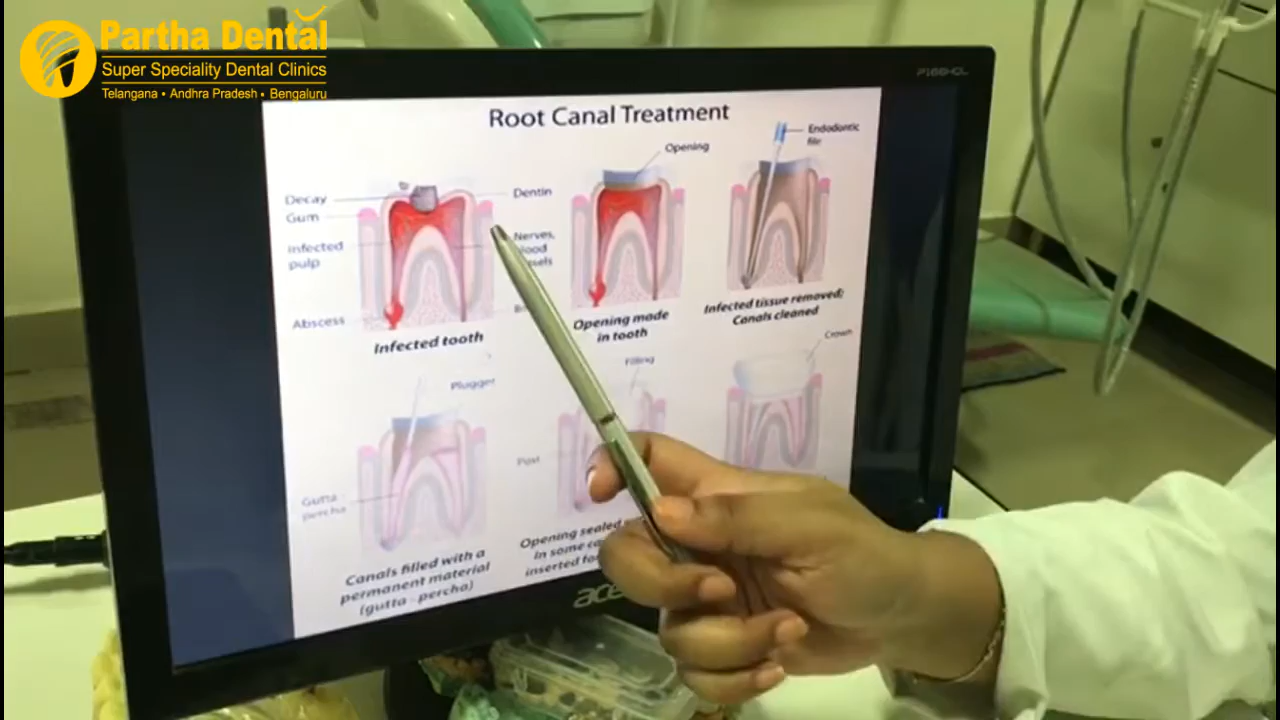 Partha Dental
Super Speciality Dental Clinics
Telangana • Andhra Pradesh • Bengaluru
P166HQL
Root Canal Treatment
Decay
Gum
Infected
pulp
Abscess
Dentin
Nerves,
Infected tooth
Opening
Opening made
in tooth
Endodontic
file
Infected tissue removed;
Canals cleaned
Plugger
Gutta
percha
Canals filled with a
permanent material
(gutta - percha)
Filling
Post
Opening sealed
In some
inserted
Crown
acer